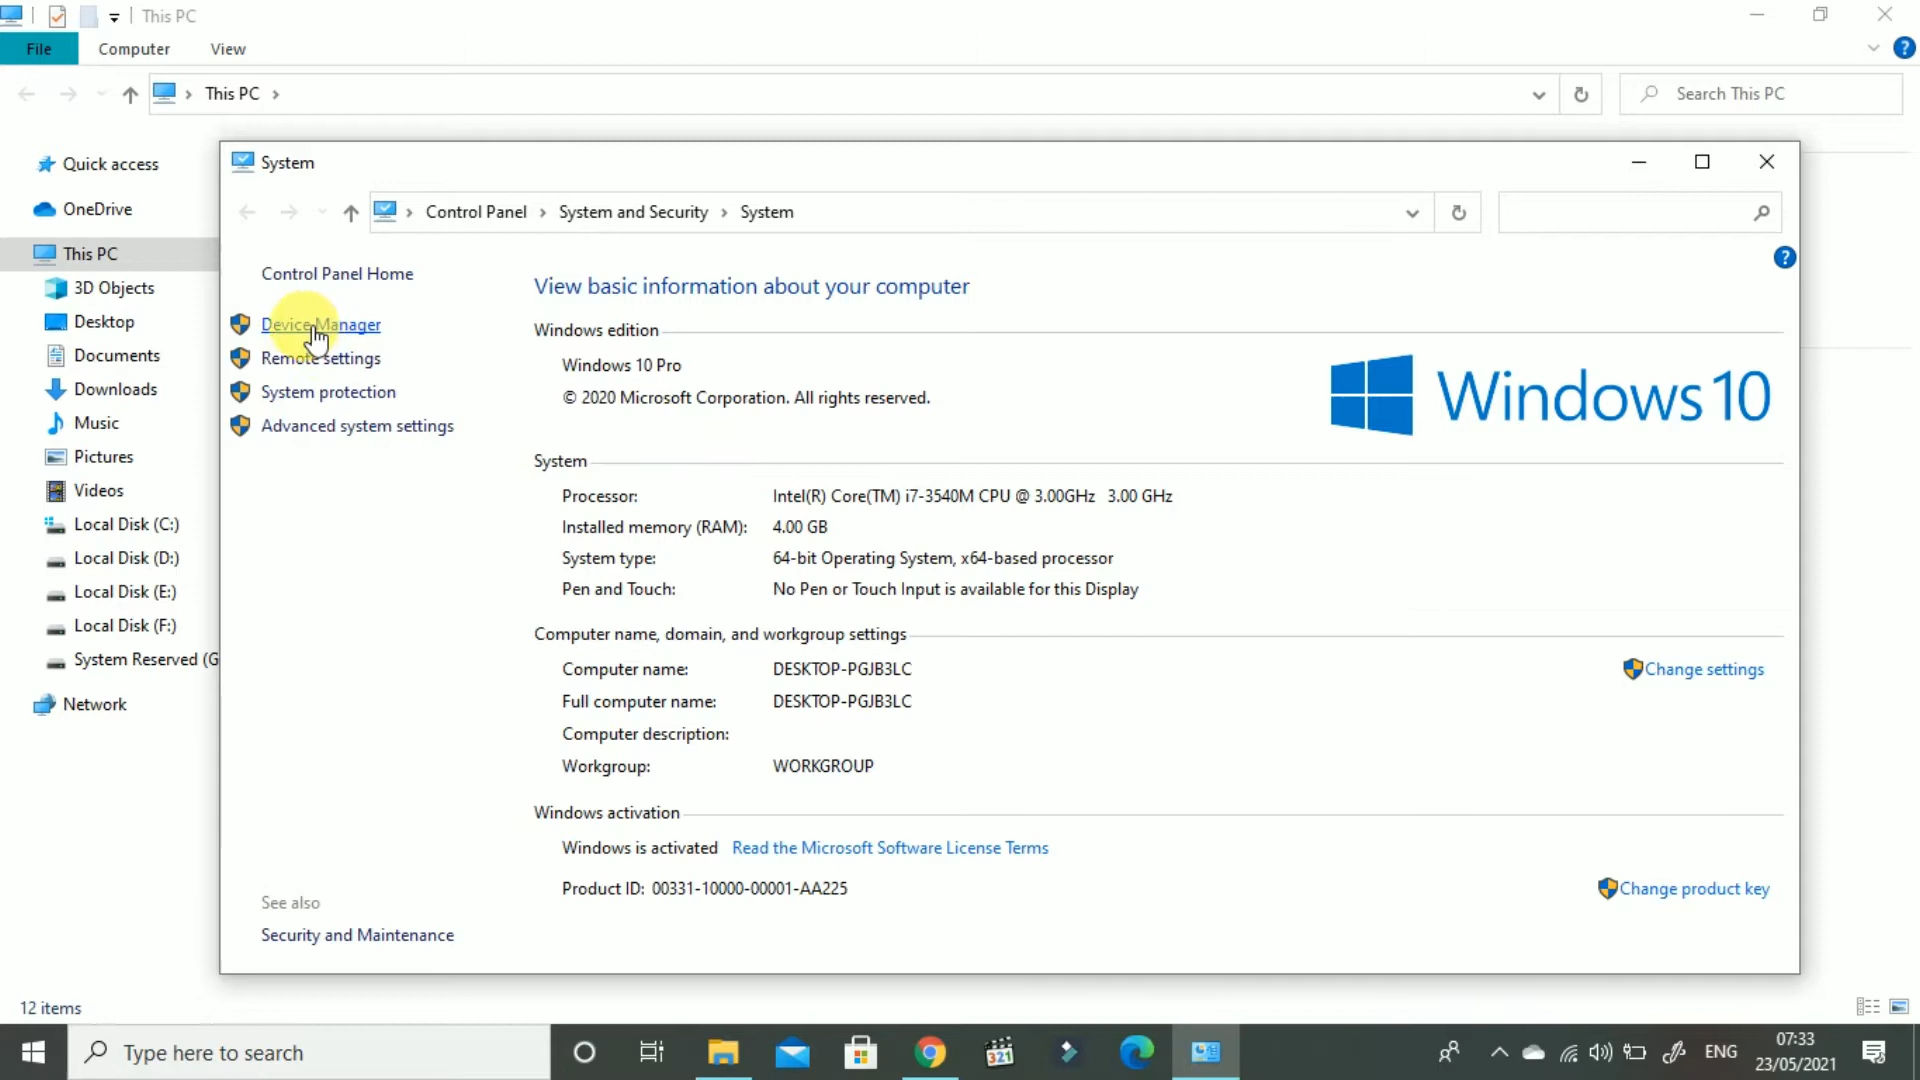 This PC
File Computer View
This PC
Search This PC
Quick access
OneDrive
This PC
3D Objects
Desktop
Documents
Downloads
Music
Pictures
Videos
Local Disk (C:)
Local Disk (D:)
Local Disk (E:)
Local Disk (F:)
System Reserved (G
Network
12 items
System
Control Panel System and Security System
Control Panel Home
Device Manager
Remote settings
System protection
Advanced system settings
See also
Security and Maintenance
View basic information about your computer
Windows edition
Windows 10 Pro
© 2020 Microsoft Corporation. All rights reserved.
Windows 10
System
Processor: Intel(R) Core(TM) i7-3540M CPU @ 3.00GHz 3.00 GHz
Installed memory (RAM): 4.00 GB
System type: 64-bit Operating System, x64-based processor
Pen and Touch: No Pen or Touch Input is available for this Display
Computer name, domain, and workgroup settings
Computer name: DESKTOP-PGJB3LC
Change settings
Full computer name: DESKTOP-PGJB3LC
Computer description:
Workgroup: WORKGROUP
Windows activation
Windows is activated Read the Microsoft Software License Terms
Product ID: 00331-10000-00001-AA225
Change product key
Type here to search
321
ENG
07:33
23/05/2021